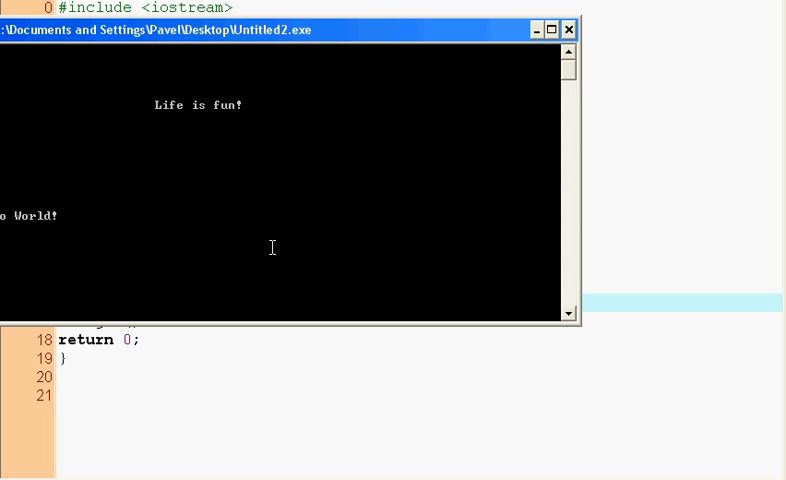 0 #include <iostream>
:\Documents and Settings\Pavel\Desktop\Untitled2.exe
Life is fun!
o World!
18 return 0;
19 }
20
21